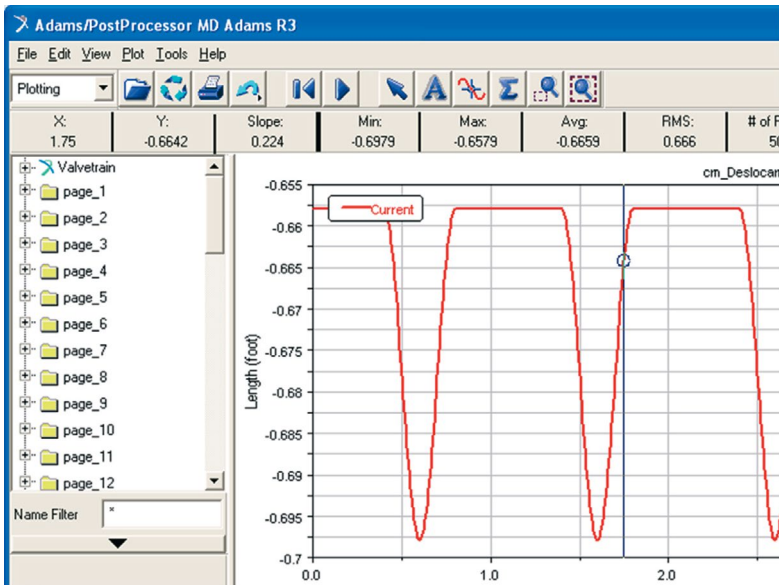 Adams/PostProcessor MD Adams R3
File Edit View Plot Tools Help
Plotting
X: Y: Slope: Min: Max: Avg: RMS: # of
1.75 -0.6642 0.224 -0.6979 -0.6579 -0.6659 0.666 50
Valvetrain
page_1
page_2
page_3
page_4
page_5
page_6
page_7
page_8
page_9
page_10
page_11
page_12
Name Filter *
cm_Deslocam
Current
Length (foot)
-0.655
-0.66
-0.665
-0.67
-0.675
-0.68
-0.685
-0.69
-0.695
-0.7
0.0 1.0 2.0